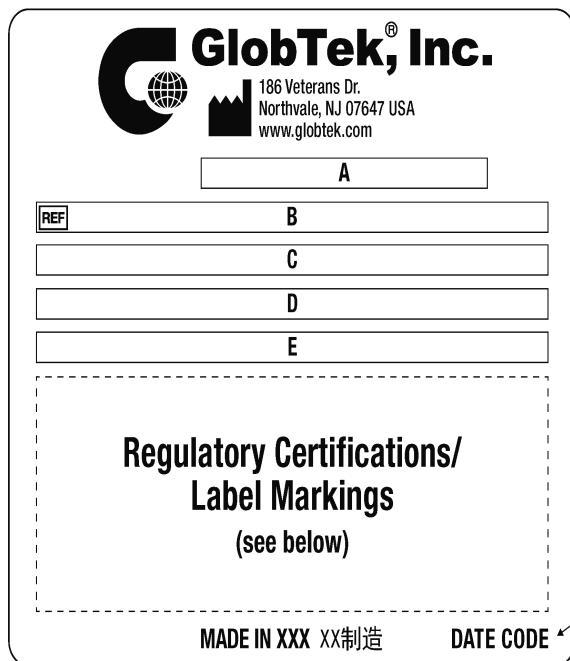 GlobTek,® Inc.
186 Veterans Dr.
Northvale, NJ 07647 USA
www.globtek.com
A
REF B
C
D
E
Regulatory Certifications/
Label Markings
(see below)
MADE IN XXX XX制造 DATE CODE